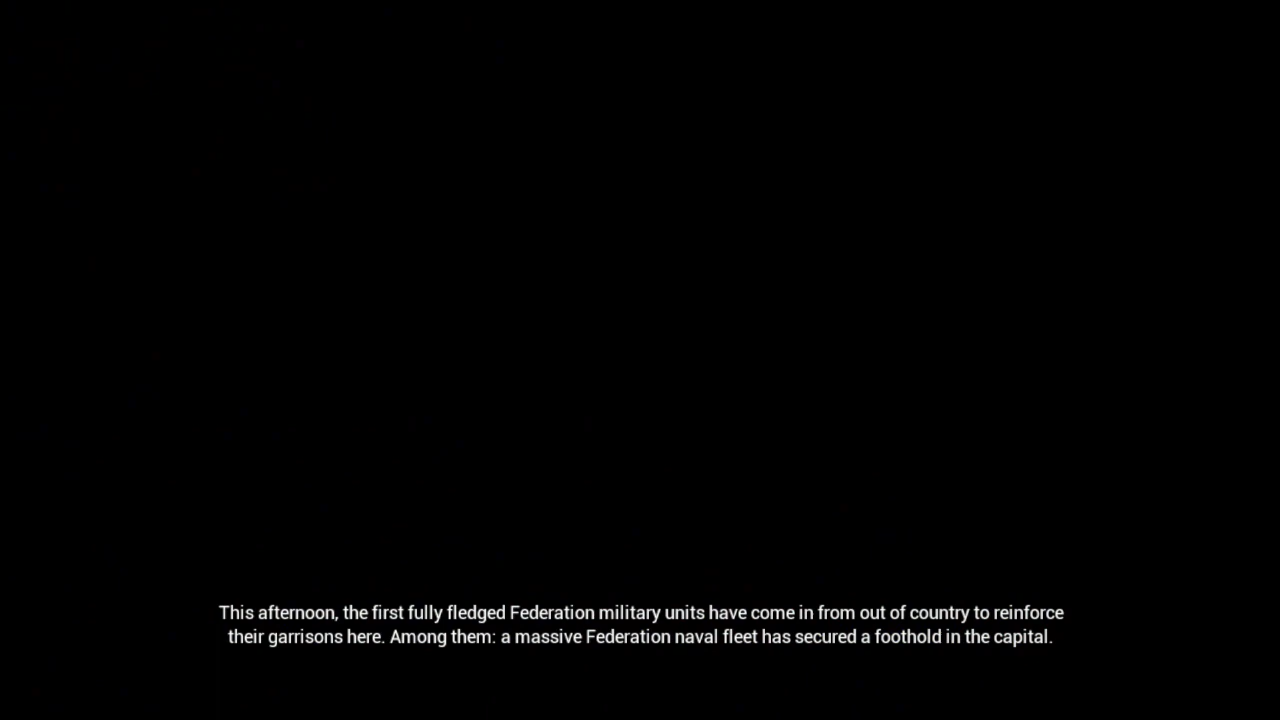 This afternoon, the first fully fledged Federation military units have come in from out of country to reinforce
their garrisons here. Among them: a massive Federation naval fleet has secured a foothold in the capital.